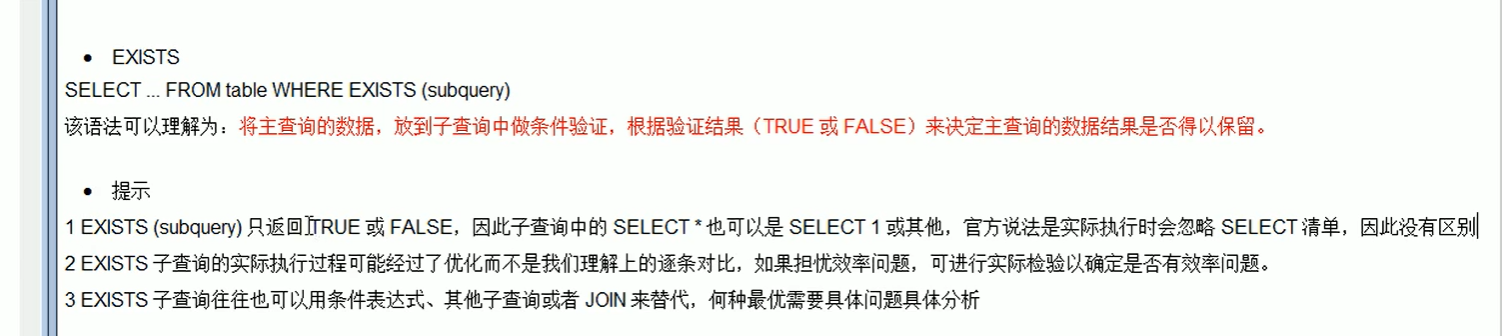 • EXISTS
SELECT ... FROM table WHERE EXISTS (subquery)
该语法可以理解为：将主查询的数据，放到子查询中做条件验证，根据验证结果（TRUE 或 FALSE）来决定主查询的数据结果是否得以保留。
• 提示
1 EXISTS (subquery) 只返回 TRUE 或 FALSE，因此子查询中的 SELECT * 也可以是 SELECT 1 或其他，官方说法是实际执行时会忽略 SELECT 清单，因此没有区别
2 EXISTS 子查询的实际执行过程可能经过了优化而不是我们理解上的逐条对比，如果担忧效率问题，可进行实际检验以确定是否有效率问题。
3 EXISTS 子查询往往也可以用条件表达式、其他子查询或者 JOIN 来替代，何种最优需要具体问题具体分析